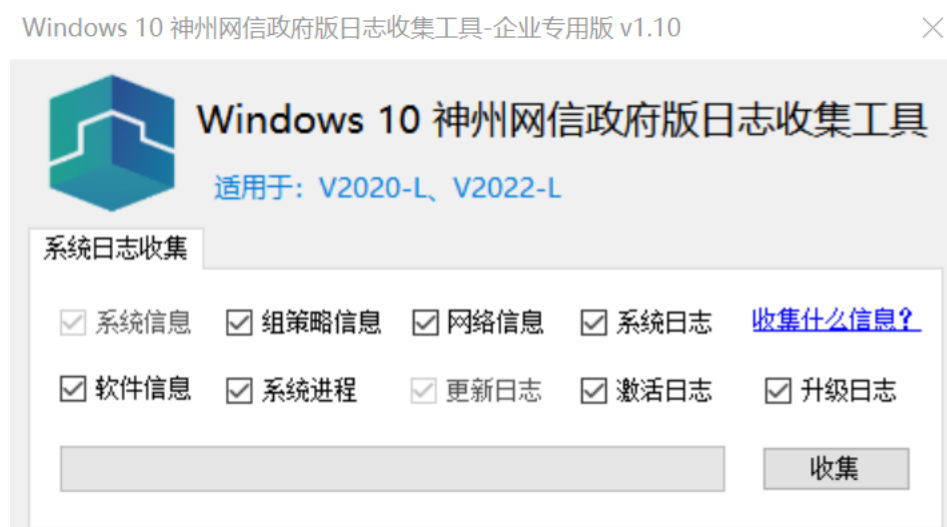 Windows 10 神州网信政府版日志收集工具-企业专用版 v1.10
Windows 10 神州网信政府版日志收集工具
适用于：V2020-L、V2022-L
系统日志收集
系统信息 组策略信息 网络信息 系统日志 收集什么信息？
软件信息 系统进程 更新日志 激活日志 升级日志
收集